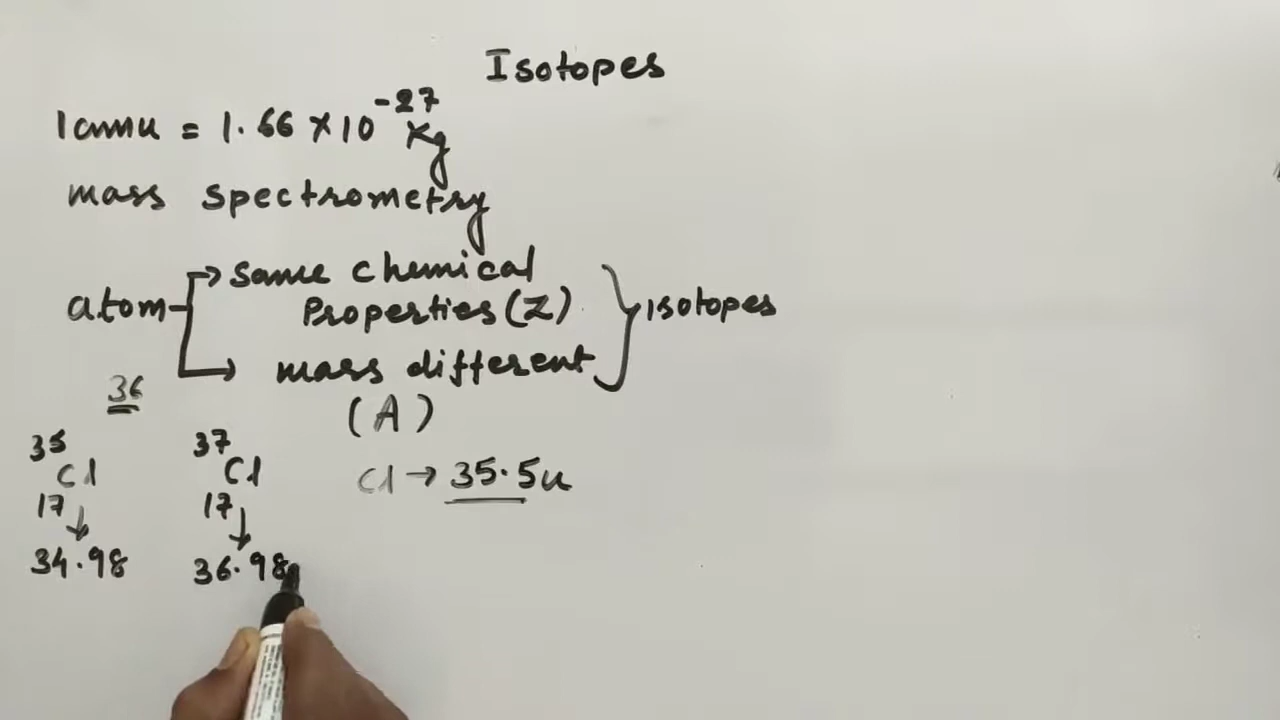 Isotopes
1amu = 1.66 × 10⁻²⁷ Kg
mass spectrometry
atom → same chemical
Properties (Z)
→ mass different
(A)
} isotopes
36
35 Cl 17 ↓ 34.98
37 Cl 17 ↓ 36.98
Cl → 35.5u